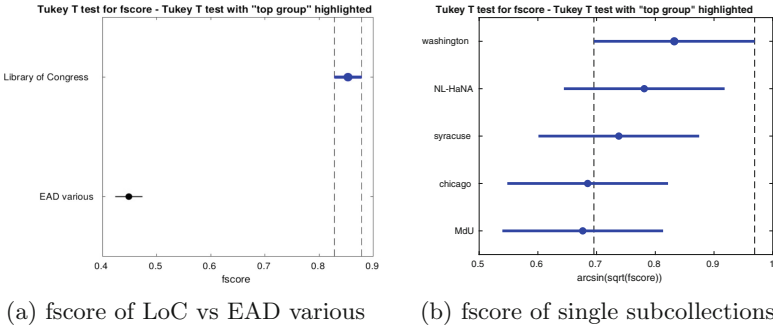 Tukey T test for fscore - Tukey T test with "top group" highlighted
Library of Congress
EAD various
0.4 0.5 0.6 0.7 0.8 0.9
fscore
(a) fscore of LoC vs EAD various
Tukey T test for fscore - Tukey T test with "top group" highlighted
washington
NL-HaNA
syracuse
chicago
MdU
0.5 0.6 0.7 0.8 0.9 1
arcsin(sqrt(fscore))
(b) fscore of single subcollections